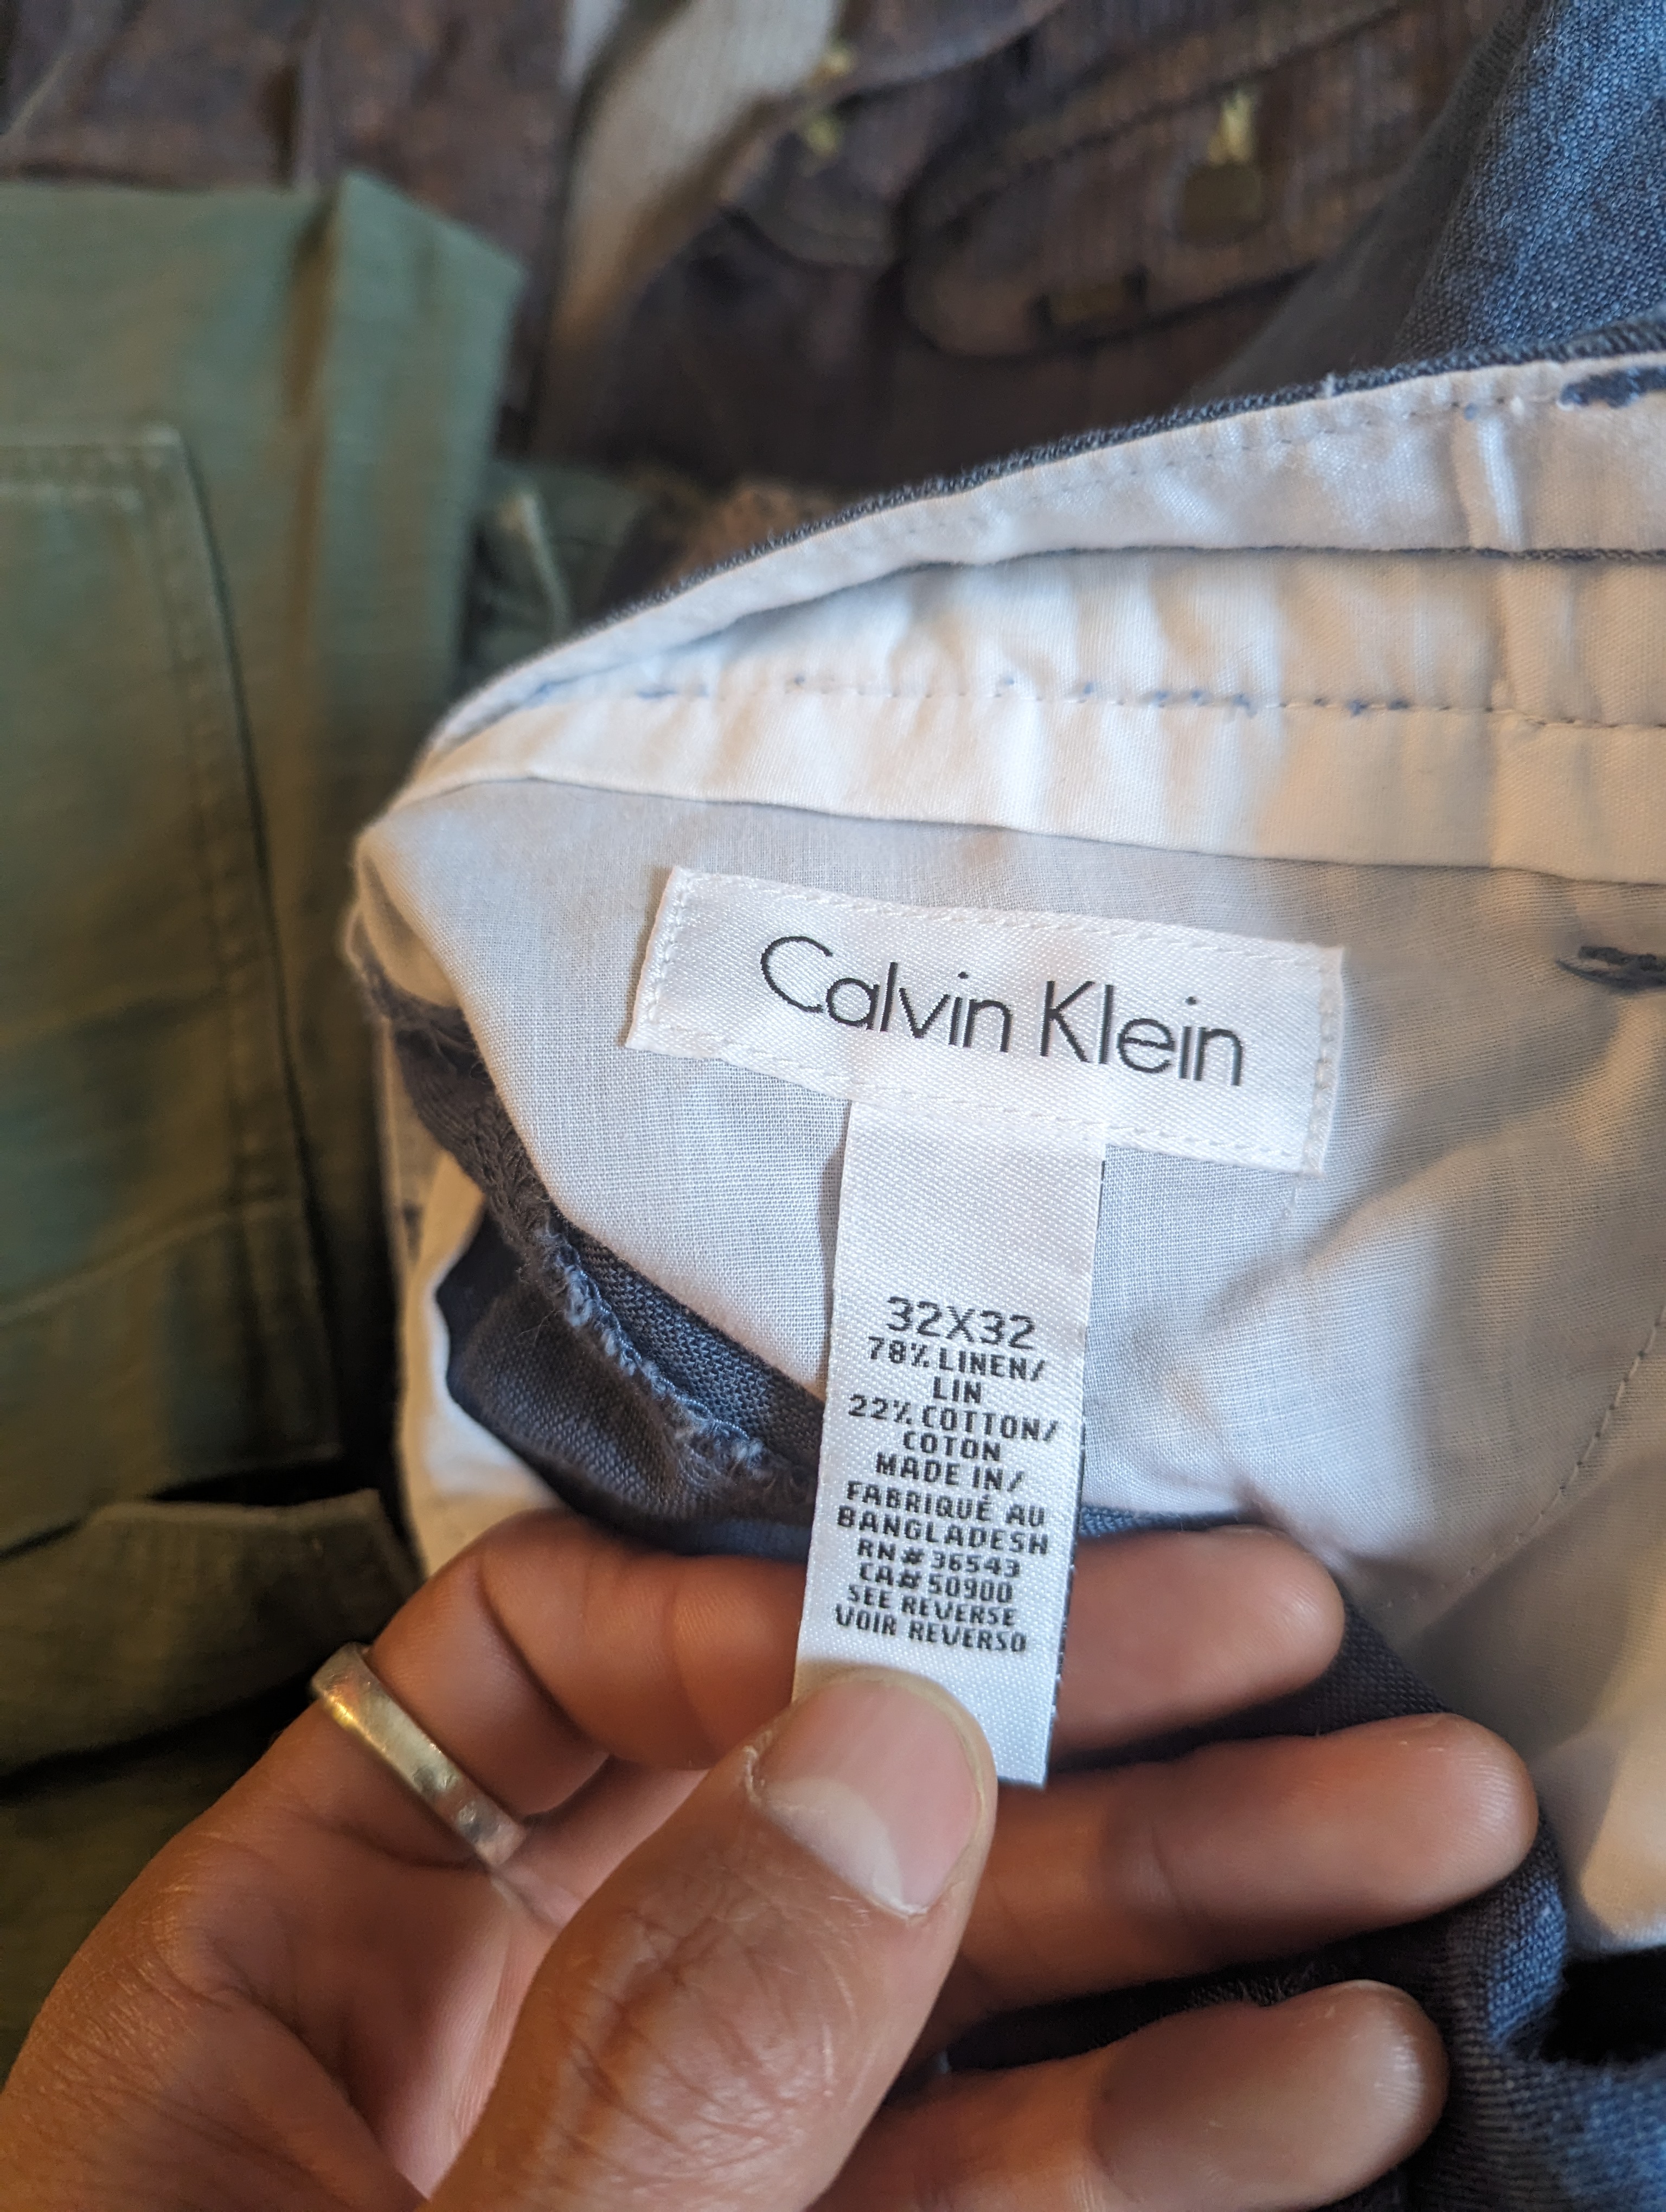 Calvin Klein
32X32
78% LINEN/
LIN
22% COTTON/
COTON
MADE IN/
FABRIQUÉ AU
BANGLADESH
RN# 36543
CA# 50900
SEE REVERSE
VOIR REVERSO